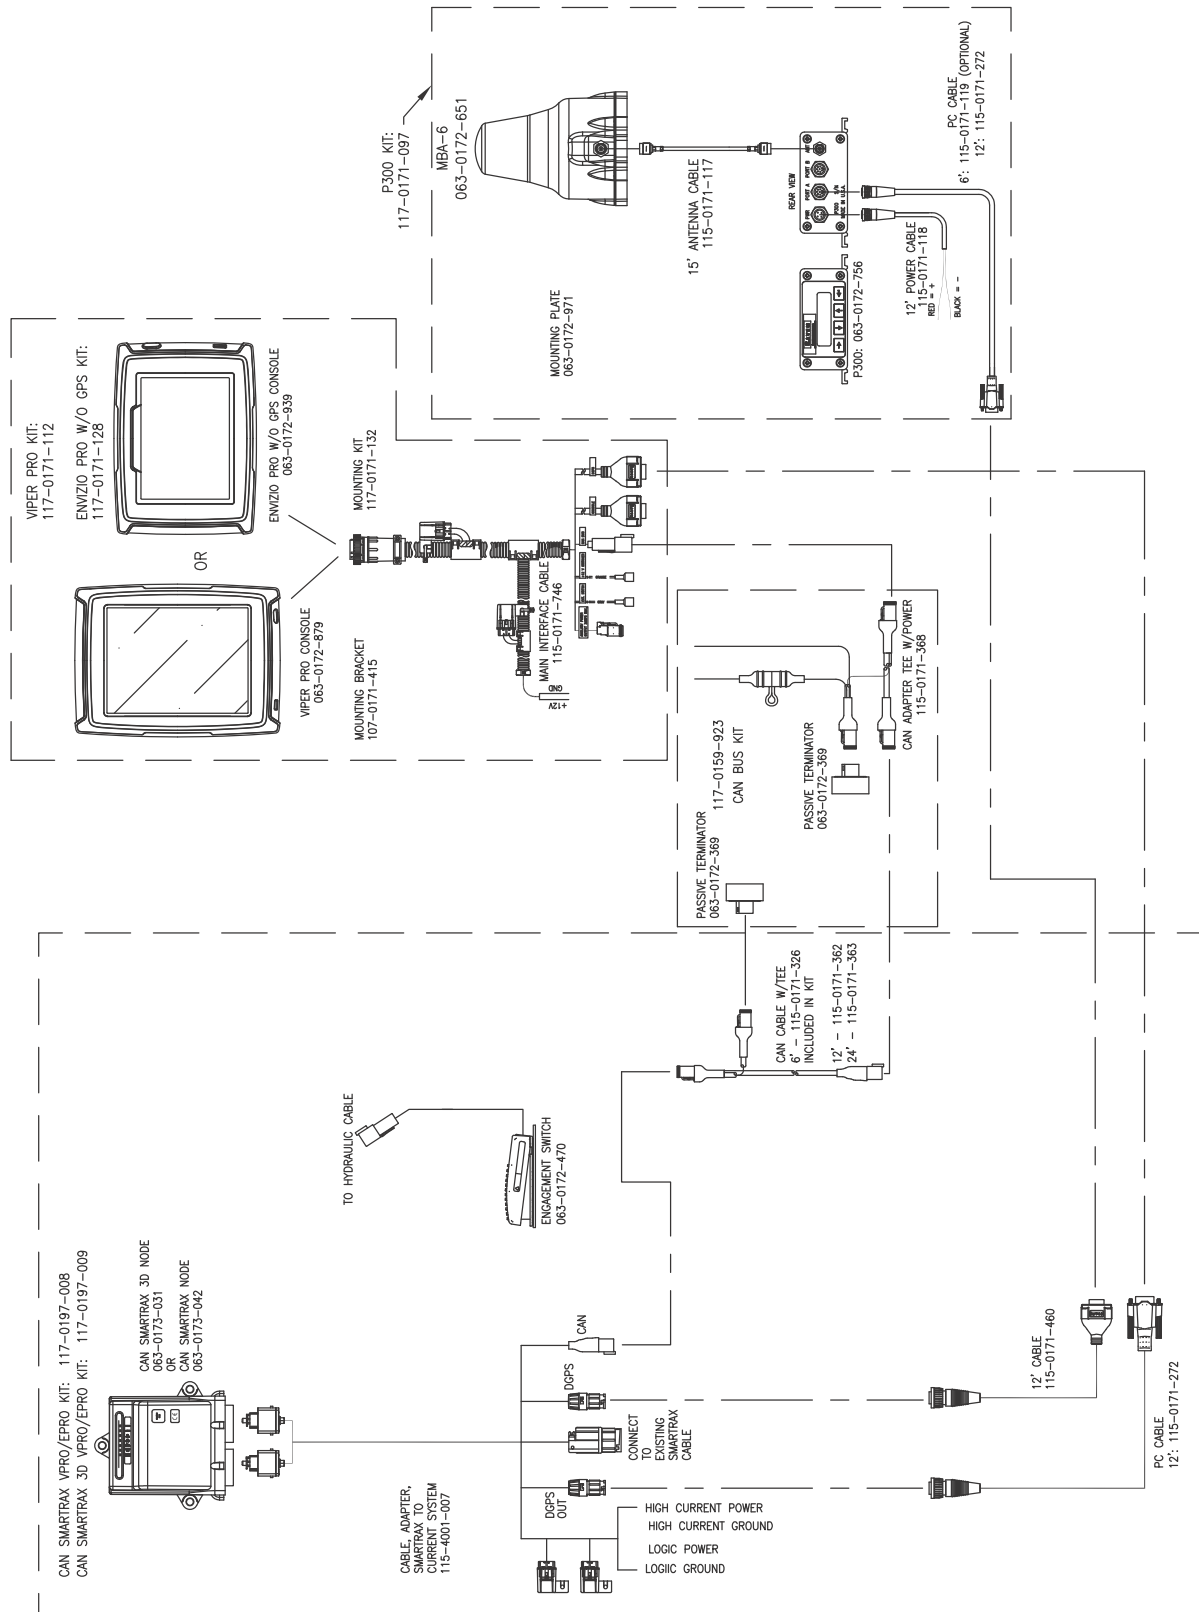 P300 KIT:
117-0171-097
MBA-6
063-0172-651
15' ANTENNA CABLE
115-0171-117
MOUNTING PLATE
063-0172-971
REAR VIEW
PWR
PORT A
PORT B
ANT
P300
S/N
MADE IN U.S.A.
P300: 063-0172-756
RAVEN
12' POWER CABLE
115-0171-118
RED = +
BLACK = -
PC CABLE
6': 115-0171-119 (OPTIONAL)
12': 115-0171-272
VIPER PRO KIT:
117-0171-112
ENVIZIO PRO W/O GPS KIT:
117-0171-128
ENVIZIO PRO W/O GPS CONSOLE
063-0172-939
OR
VIPER PRO CONSOLE
063-0172-879
MOUNTING KIT
117-0171-132
MOUNTING BRACKET
107-0171-415
MAIN INTERFACE CABLE
115-0171-746
+12V
GND
117-0159-923
CAN BUS KIT
PASSIVE TERMINATOR
063-0172-369
PASSIVE TERMINATOR
063-0172-369
CAN ADAPTER TEE W/POWER
115-0171-368
CAN CABLE W/TEE
6' - 115-0171-326
INCLUDED IN KIT
12' - 115-0171-362
24' - 115-0171-363
TO HYDRAULIC CABLE
ENGAGEMENT SWITCH
063-0172-470
CAN SMARTRAX VPRO/EPRO KIT: 117-0197-008
CAN SMARTRAX 3D VPRO/EPRO KIT: 117-0197-009
CAN SMARTRAX 3D NODE
063-0173-031
OR
CAN SMARTRAX NODE
063-0173-042
CABLE, ADAPTER,
SMARTRAX TO
CURRENT SYSTEM
115-4001-007
CAN
DGPS
CONNECT
TO
EXISTING
SMARTRAX
CABLE
DGPS
OUT
HIGH CURRENT POWER
HIGH CURRENT GROUND
LOGIC POWER
LOGIIC GROUND
12' CABLE
115-0171-460
PC CABLE
12': 115-0171-272